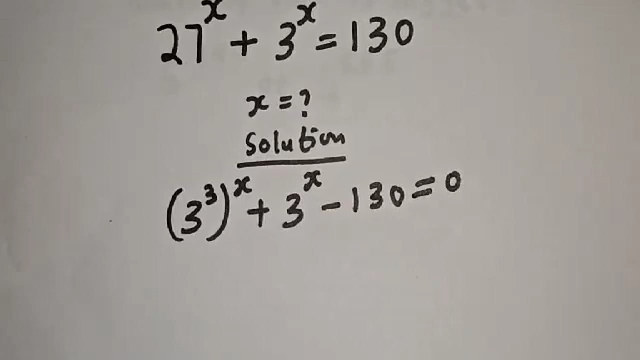 27^x + 3^x = 130
x = ?
Solution
(3^3)^x + 3^x - 130 = 0